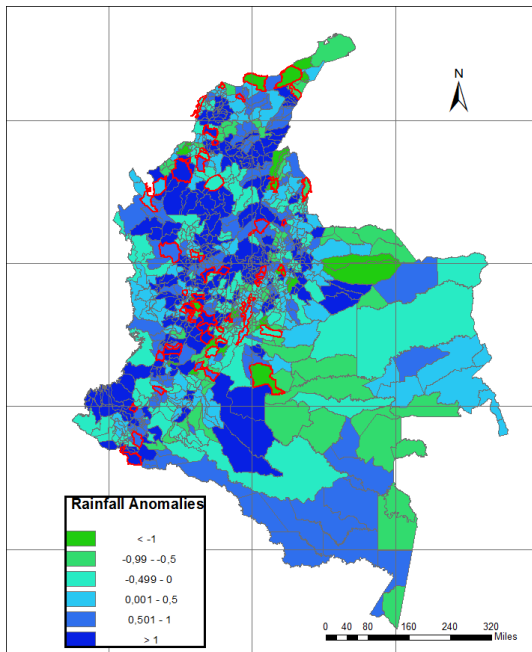 N
Rainfall Anomalies
< -1
-0,99 - -0,5
-0,499 - 0
0,001 - 0,5
0,501 - 1
> 1
0 40 80 160 240 320
Miles